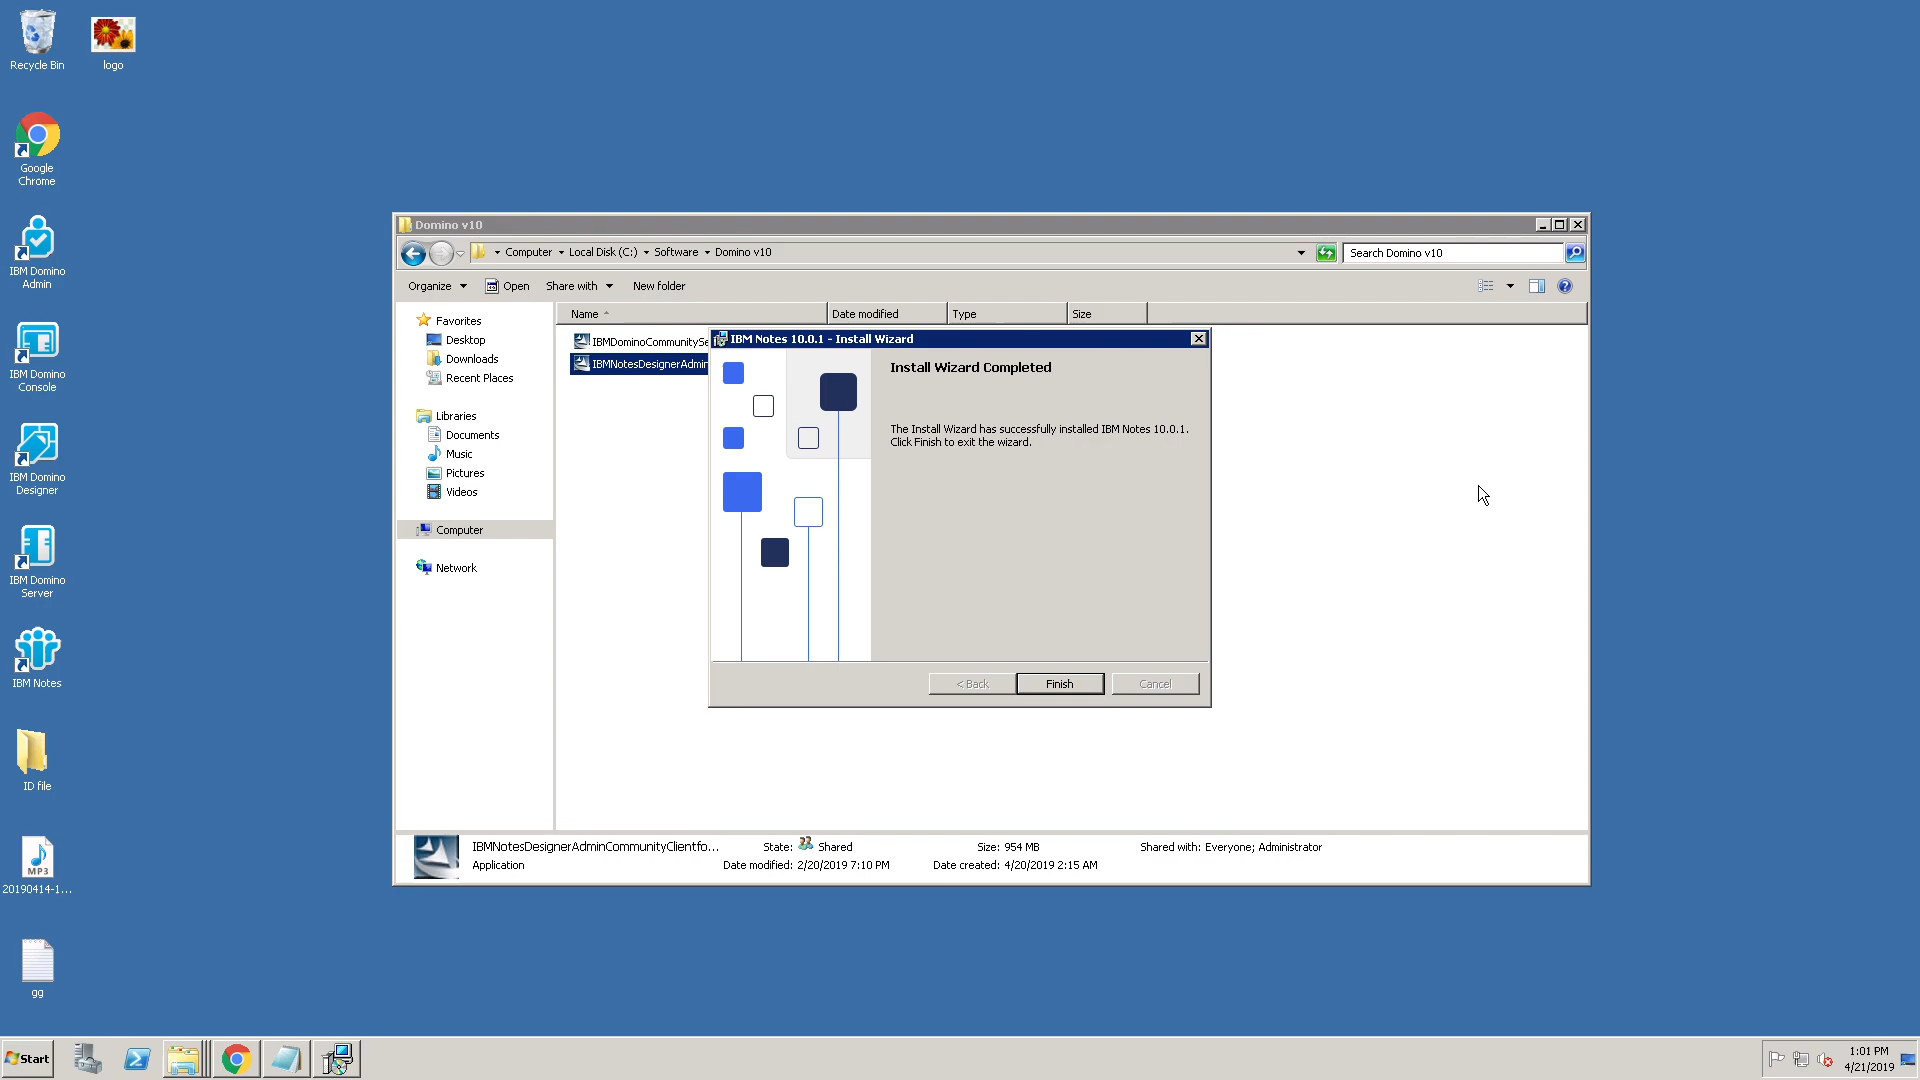 Recycle Bin
logo
Google
Chrome
IBM Domino
Admin
IBM Domino
Console
IBM Domino
Designer
IBM Domino
Server
IBM Notes
ID file
MP3
20190414-1...
gg
Domino v10
Computer
Local Disk (C:)
Software
Domino v10
Search Domino v10
Organize
Open
Share with
New folder
Name
Date modified
Type
Size
Favorites
Desktop
Downloads
Recent Places
Libraries
Documents
Music
Pictures
Videos
Computer
Network
IBMDominoCommunitySe
IBMNotesDesignerAdmin
IBM Notes 10.0.1 - Install Wizard
Install Wizard Completed
The Install Wizard has successfully installed IBM Notes 10.0.1.
Click Finish to exit the wizard.
< Back
Finish
Cancel
IBMNotesDesignerAdminCommunityClientfo...
State: Shared
Size: 954 MB
Shared with: Everyone; Administrator
Application
Date modified: 2/20/2019 7:10 PM
Date created: 4/20/2019 2:15 AM
Start
1:01 PM
4/21/2019